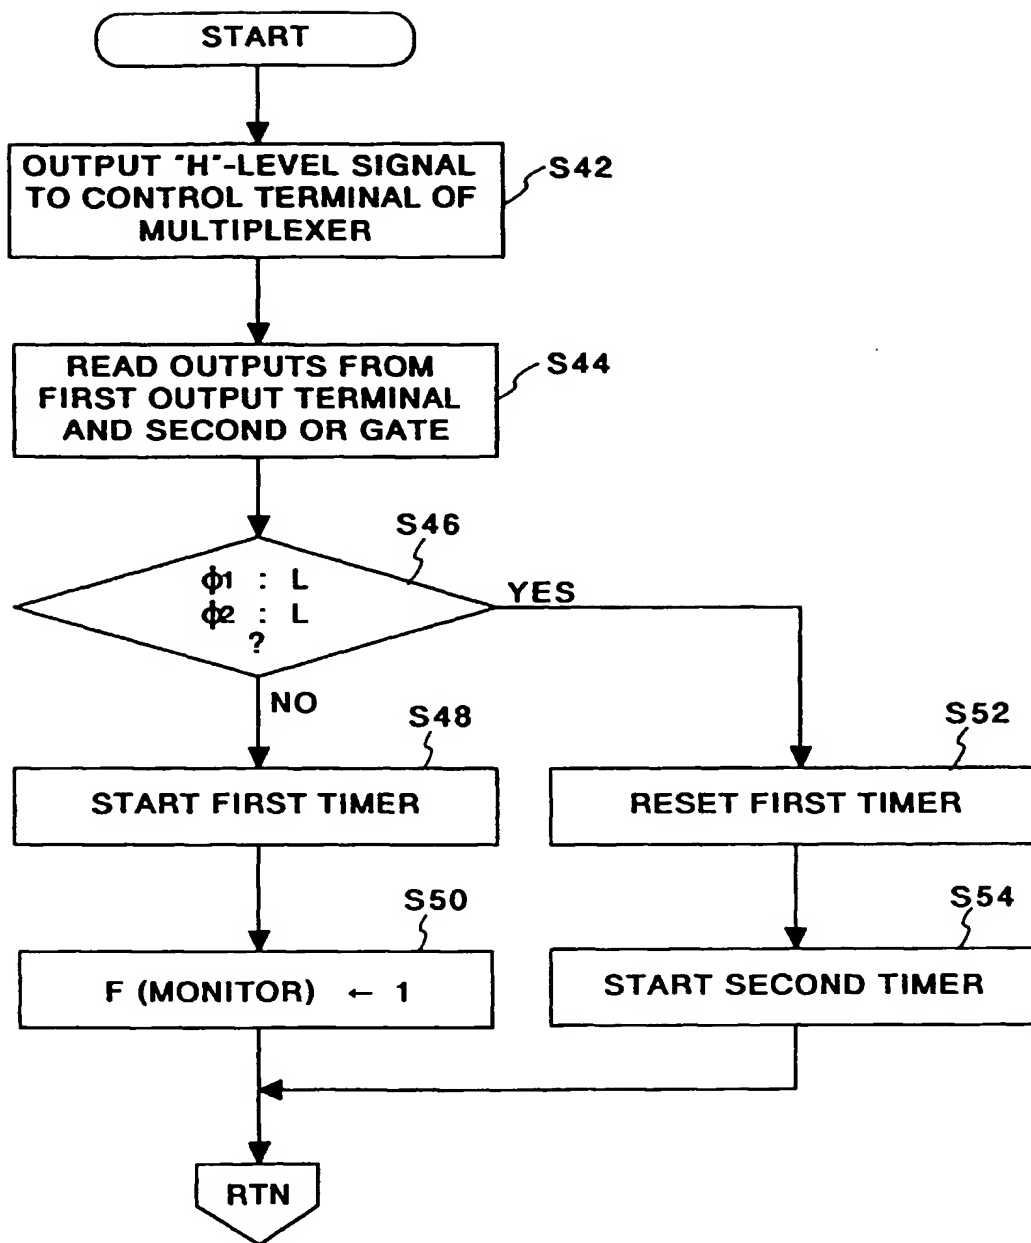 START
OUTPUT "H"-LEVEL SIGNAL
TO CONTROL TERMINAL OF
MULTIPLEXER
S42
READ OUTPUTS FROM
FIRST OUTPUT TERMINAL
AND SECOND OR GATE
S44
S46
ϕ1 : L
ϕ2 : L
?
YES
NO
S48
START FIRST TIMER
S52
RESET FIRST TIMER
S50
F (MONITOR) ← 1
S54
START SECOND TIMER
RTN